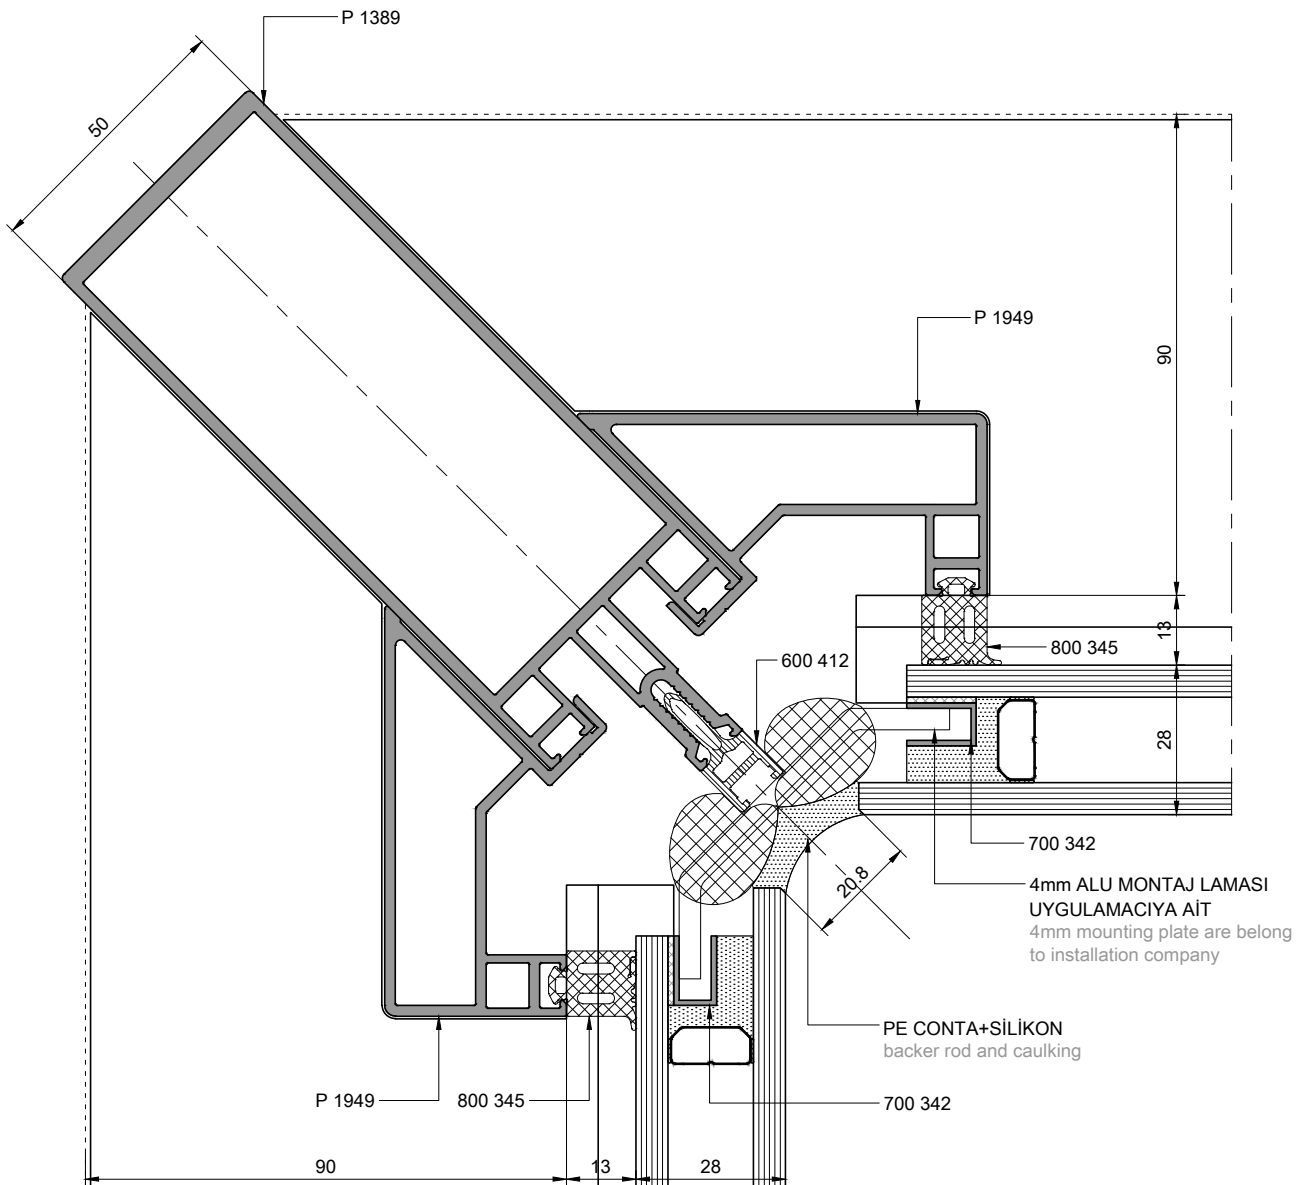 P 1389
50
P 1949
90
13
800 345
600 412
28
700 342
20.8
4mm ALU MONTAJ LAMASI
UYGULAMACIYA AİT
4mm mounting plate are belong
to installation company
PE CONTA+SİLİKON
backer rod and caulking
P 1949
800 345
700 342
90
13
28